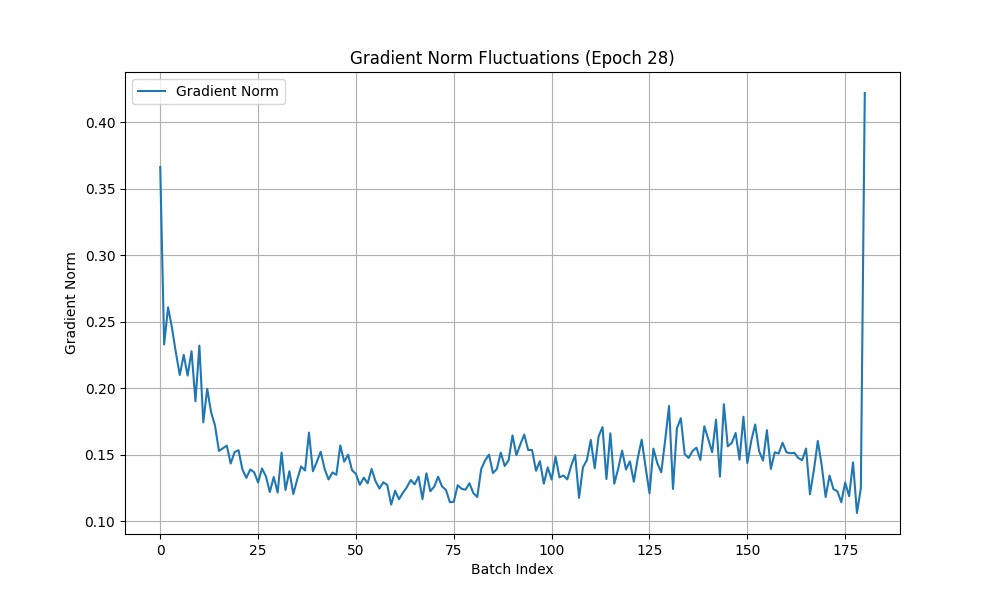 Gradient Norm Fluctuations (Epoch 28)
Gradient Norm
0.40
0.35
0.30
0.25
0.20
0.15
0.10
Gradient Norm
0 25 50 75 100 125 150 175
Batch Index